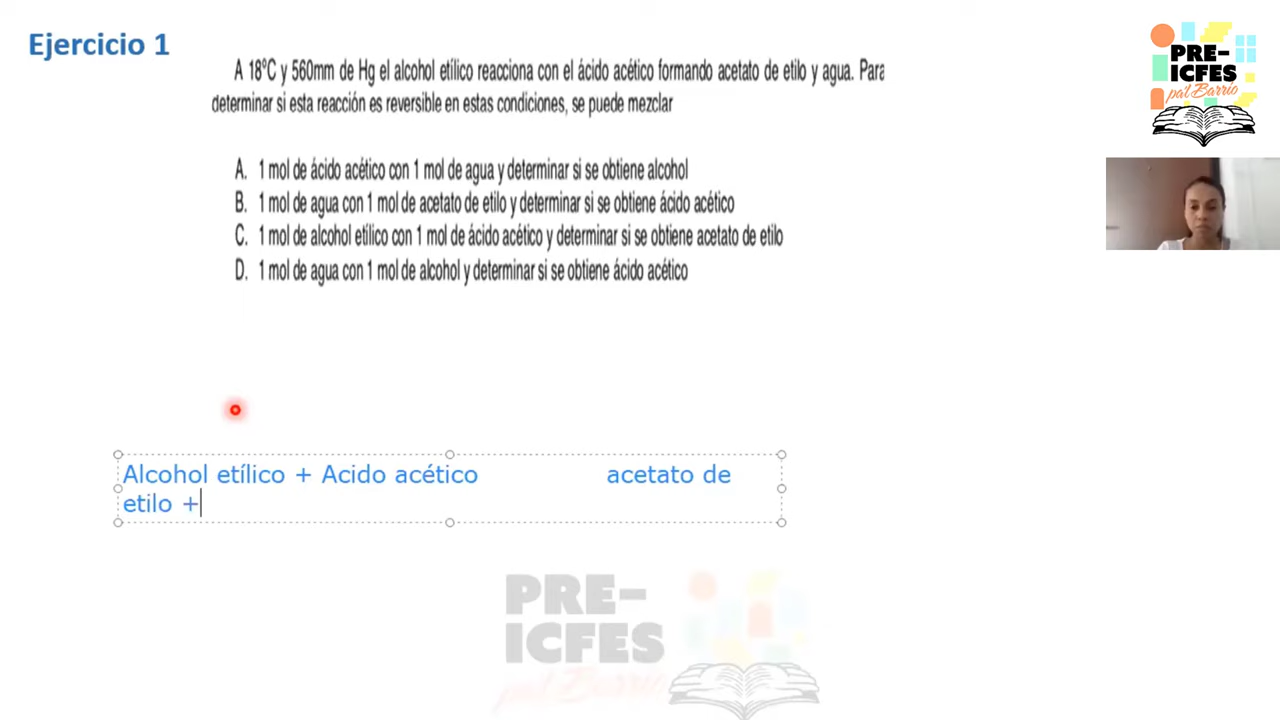 Ejercicio 1
A 18ºC y 560mm de Hg el alcohol etílico reacciona con el ácido acético formando acetato de etilo y agua. Para
determinar si esta reacción es reversible en estas condiciones, se puede mezclar
A. 1 mol de ácido acético con 1 mol de agua y determinar si se obtiene alcohol
B. 1 mol de agua con 1 mol de acetato de etilo y determinar si se obtiene ácido acético
C. 1 mol de alcohol etílico con 1 mol de ácido acético y determinar si se obtiene acetato de etilo
D. 1 mol de agua con 1 mol de alcohol y determinar si se obtiene ácido acético
Alcohol etílico + Acido acético acetato de
etilo +
PRE-
ICFES
pa'l Barrio
PRE-
ICFES
pa'l Barrio